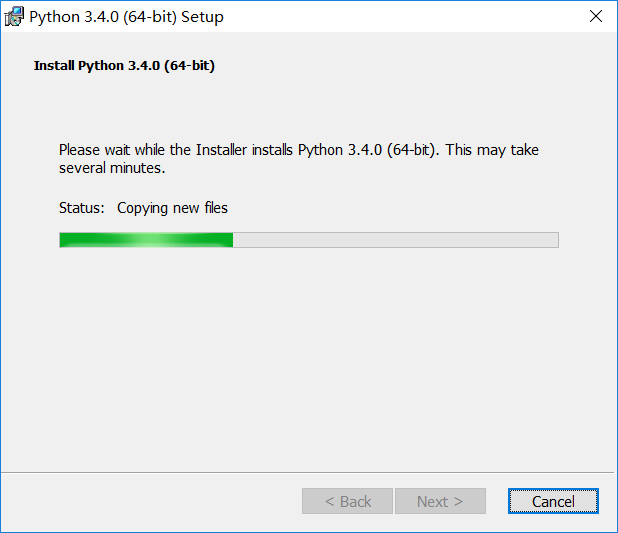 Python 3.4.0 (64-bit) Setup
Install Python 3.4.0 (64-bit)
Please wait while the Installer installs Python 3.4.0 (64-bit). This may take
several minutes.
Status: Copying new files
< Back Next > Cancel